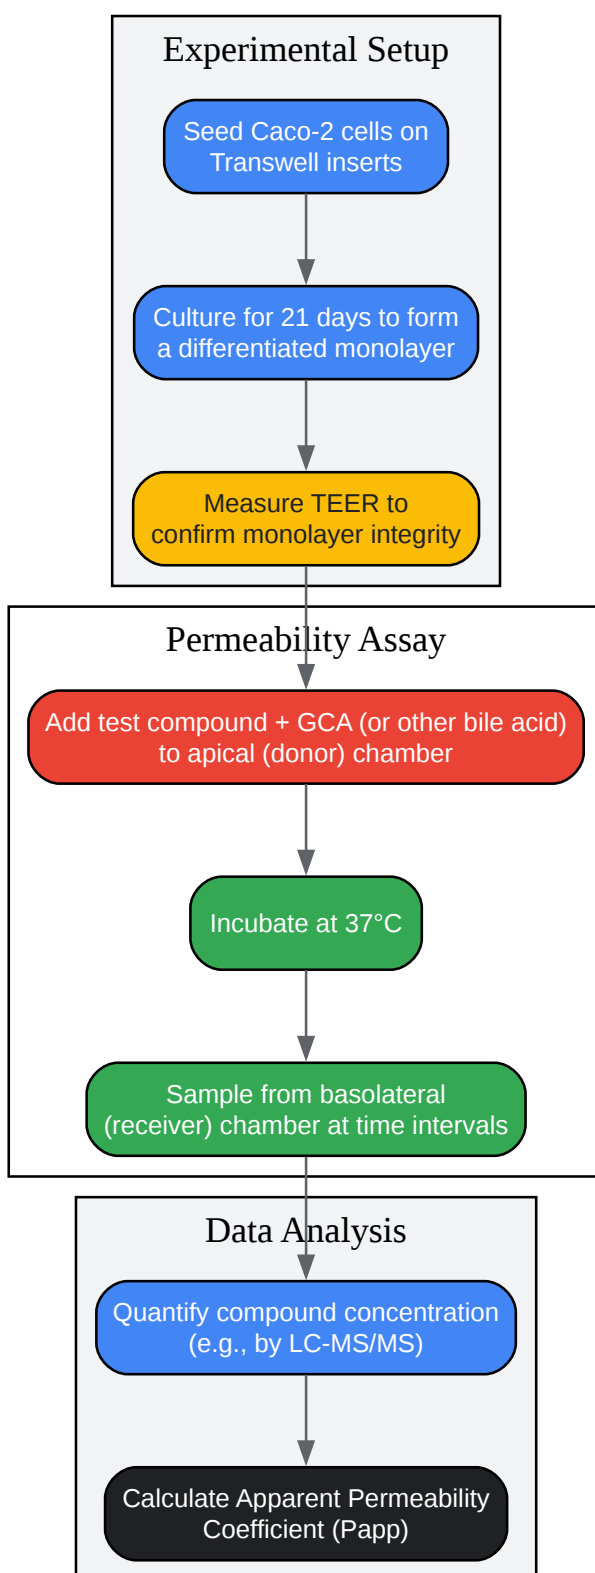 Experimental Setup
Seed Caco-2 cells on
Transwell inserts
Culture for 21 days to form
a differentiated monolayer
Measure TEER to
confirm monolayer integrity
Permeability Assay
Add test compound + GCA (or other bile acid)
to apical (donor) chamber
Incubate at 37°C
Sample from basolateral
(receiver) chamber at time intervals
Data Analysis
Quantify compound concentration
(e.g., by LC-MS/MS)
Calculate Apparent Permeability
Coefficient (Papp)